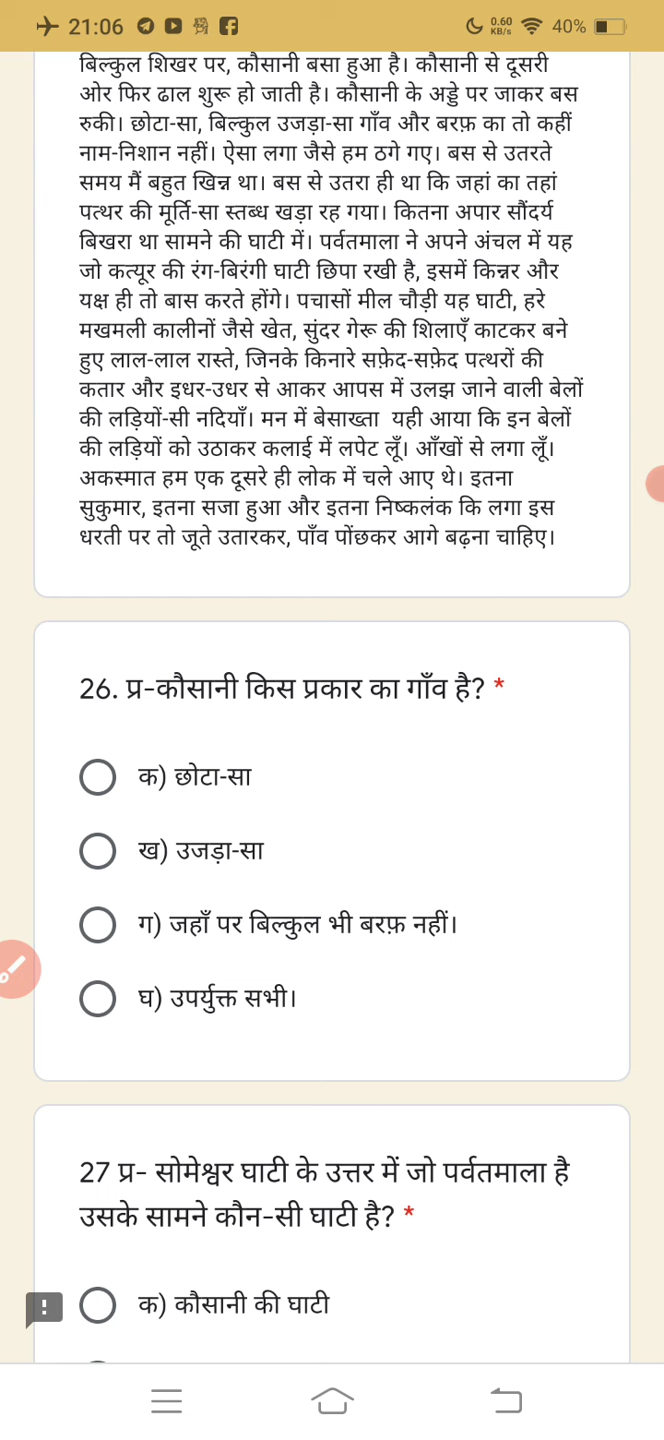 21:06
0.60
KB/s
40%
बिल्कुल शिखर पर, कौसानी बसा हुआ है। कौसानी से दूसरी
ओर फिर ढाल शुरू हो जाती है। कौसानी के अड्डे पर जाकर बस
रुकी। छोटा-सा, बिल्कुल उजड़ा-सा गाँव और बरफ़ का तो कहीं
नाम-निशान नहीं। ऐसा लगा जैसे हम ठगे गए। बस से उतरते
समय मैं बहुत खिन्न था। बस से उतरा ही था कि जहां का तहां
पत्थर की मूर्ति-सा स्तब्ध खड़ा रह गया। कितना अपार सौंदर्य
बिखरा था सामने की घाटी में। पर्वतमाला ने अपने अंचल में यह
जो कत्यूर की रंग-बिरंगी घाटी छिपा रखी है, इसमें किन्नर और
यक्ष ही तो बास करते होंगे। पचासों मील चौड़ी यह घाटी, हरे
मखमली कालीनों जैसे खेत, सुंदर गेरू की शिलाएँ काटकर बने
हुए लाल-लाल रास्ते, जिनके किनारे सफ़ेद-सफ़ेद पत्थरों की
कतार और इधर-उधर से आकर आपस में उलझ जाने वाली बेलों
की लड़ियों-सी नदियाँ। मन में बेसाख्ता यही आया कि इन बेलों
की लड़ियों को उठाकर कलाई में लपेट लूँ। आँखों से लगा लूँ।
अकस्मात हम एक दूसरे ही लोक में चले आए थे। इतना
सुकुमार, इतना सजा हुआ और इतना निष्कलंक कि लगा इस
धरती पर तो जूते उतारकर, पाँव पोंछकर आगे बढ़ना चाहिए।
26. प्र-कौसानी किस प्रकार का गाँव है? *
क) छोटा-सा
ख) उजड़ा-सा
ग) जहाँ पर बिल्कुल भी बरफ़ नहीं।
घ) उपर्युक्त सभी।
27 प्र- सोमेश्वर घाटी के उत्तर में जो पर्वतमाला है
उसके सामने कौन-सी घाटी है? *
क) कौसानी की घाटी